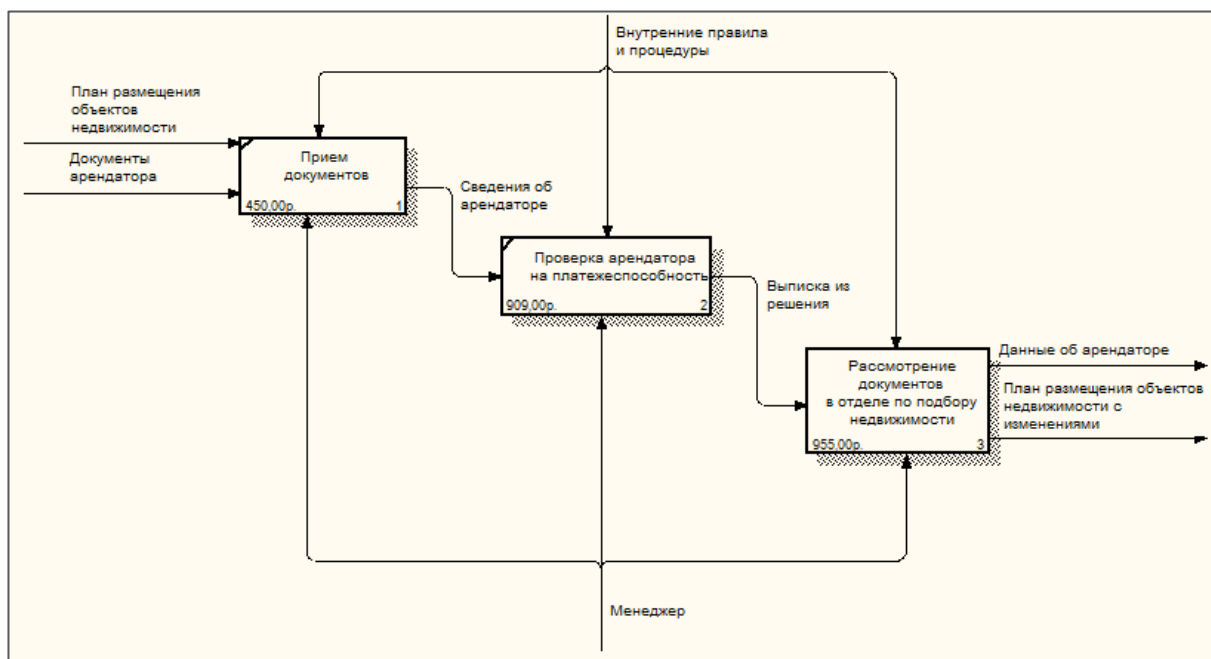 Внутренние правила
и процедуры
План размещения
объектов
недвижимости
Документы
арендатора
Прием
документов
450,00р. 1
Сведения об
арендаторе
Проверка арендатора
на платежеспособность
909,00р. 2
Выписка из
решения
Рассмотрение
документов
в отделе по подбору
недвижимости
955,00р. 3
Данные об арендаторе
План размещения объектов
недвижимости с
изменениями
Менеджер